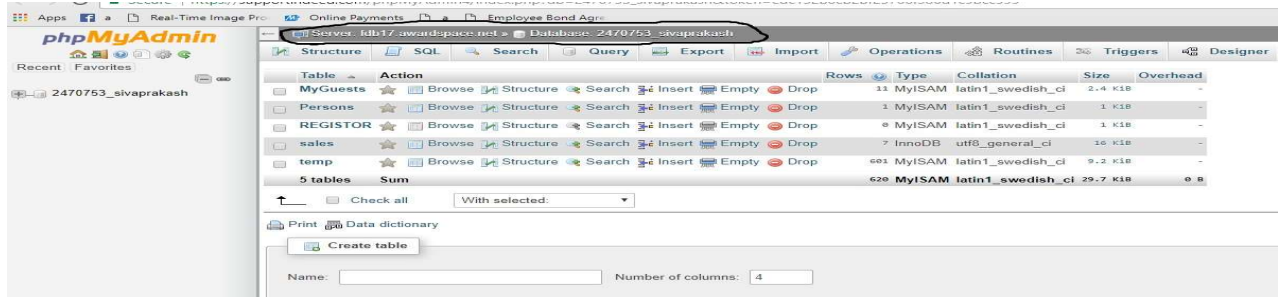 Apps a Real-Time Image Pro Online Payments a Employee Bond Agre
phpMyAdmin
Recent Favorites
2470753_sivaprakash
Server: fdb17.awardspace.net » Database: 2470753_sivaprakash
Structure SQL Search Query Export Import Operations Routines Triggers Designer
Table Action Rows Type Collation Size Overhead
MyGuests Browse Structure Search Insert Empty Drop 11 MyISAM latin1_swedish_ci 2.4 KiB -
Persons Browse Structure Search Insert Empty Drop 1 MyISAM latin1_swedish_ci 1 KiB -
REGISTOR Browse Structure Search Insert Empty Drop 0 MyISAM latin1_swedish_ci 1 KiB -
sales Browse Structure Search Insert Empty Drop 7 InnoDB utf8_general_ci 16 KiB -
temp Browse Structure Search Insert Empty Drop 601 MyISAM latin1_swedish_ci 9.2 KiB -
5 tables Sum 620 MyISAM latin1_swedish_ci 29.7 KiB 0 B
Check all With selected:
Print Data dictionary
Create table
Name: Number of columns: 4